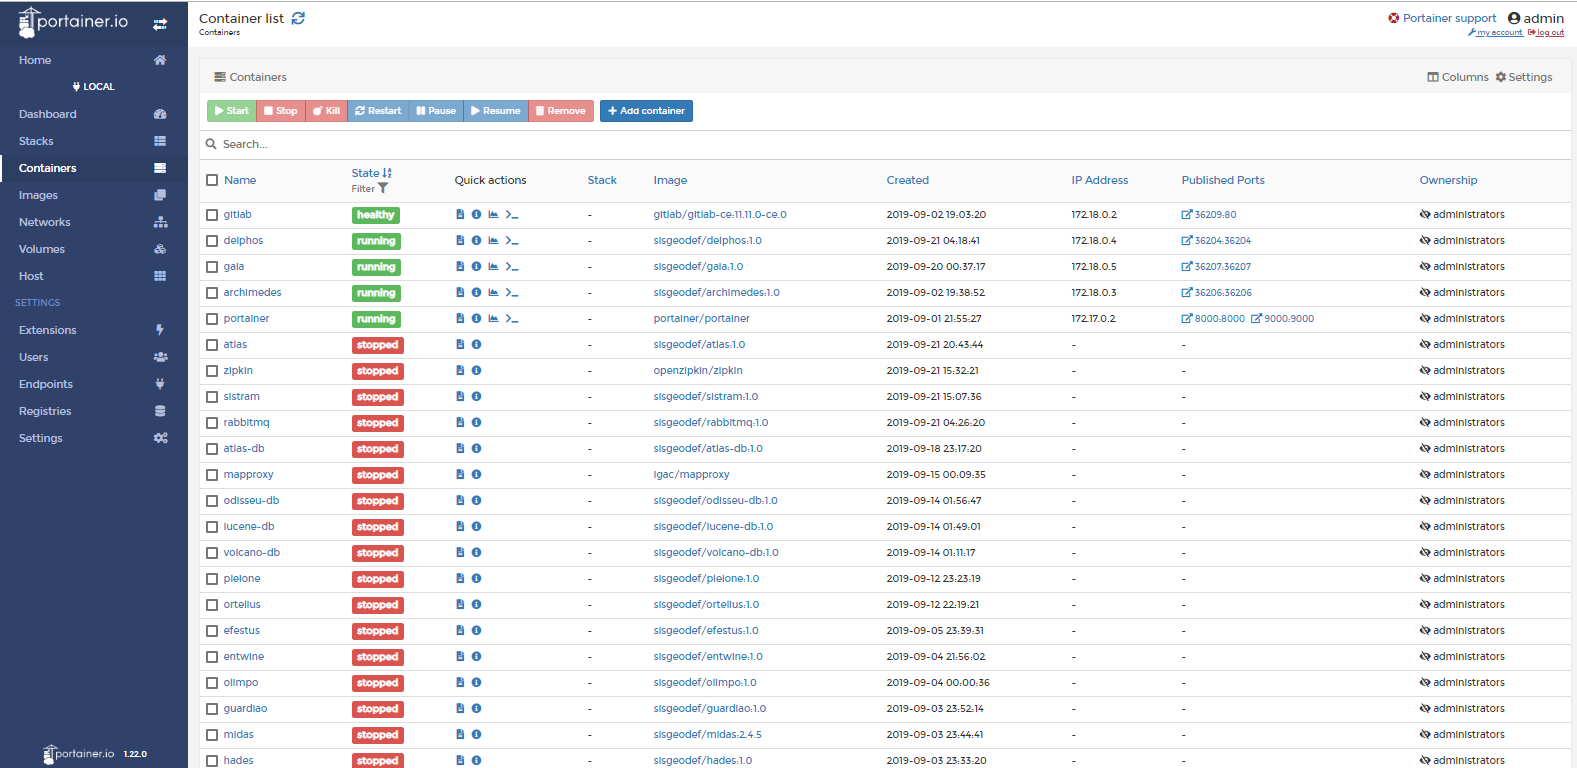 portainer.io
Container list
Containers
Portainer support admin
my account log out
Home
LOCAL
Dashboard
Stacks
Containers
Images
Networks
Volumes
Host
SETTINGS
Extensions
Users
Endpoints
Registries
Settings
portainer.io 1.22.0
Containers Columns Settings
Start Stop Kill Restart Pause Resume Remove Add container
Search...
Name State Filter Quick actions Stack Image Created IP Address Published Ports Ownership
gitlab healthy - gitlab/gitlab-ce:11.11.0-ce.0 2019-09-02 19:03:20 172.18.0.2 36209:80 administrators
delphos running - sisgeodef/delphos:1.0 2019-09-21 04:18:41 172.18.0.4 36204:36204 administrators
gaia running - sisgeodef/gaia:1.0 2019-09-20 00:37:17 172.18.0.5 36207:36207 administrators
archimedes running - sisgeodef/archimedes:1.0 2019-09-02 19:38:52 172.18.0.3 36206:36206 administrators
portainer running - portainer/portainer 2019-09-01 21:55:27 172.17.0.2 8000:8000 9000:9000 administrators
atlas stopped - sisgeodef/atlas:1.0 2019-09-21 20:43:44 - - administrators
zipkin stopped - openzipkin/zipkin 2019-09-21 15:32:21 - - administrators
sistram stopped - sisgeodef/sistram:1.0 2019-09-21 15:07:36 - - administrators
rabbitmq stopped - sisgeodef/rabbitmq:1.0 2019-09-21 04:26:20 - - administrators
atlas-db stopped - sisgeodef/atlas-db:1.0 2019-09-18 23:17:20 - - administrators
mapproxy stopped - igac/mapproxy 2019-09-15 00:09:35 - - administrators
odisseu-db stopped - sisgeodef/odisseu-db:1.0 2019-09-14 01:56:47 - - administrators
lucene-db stopped - sisgeodef/lucene-db:1.0 2019-09-14 01:49:01 - - administrators
volcano-db stopped - sisgeodef/volcano-db:1.0 2019-09-14 01:11:17 - - administrators
pleione stopped - sisgeodef/pleione:1.0 2019-09-12 23:23:19 - - administrators
ortelius stopped - sisgeodef/ortelius:1.0 2019-09-12 22:19:21 - - administrators
efestus stopped - sisgeodef/efestus:1.0 2019-09-05 23:39:31 - - administrators
entwine stopped - sisgeodef/entwine:1.0 2019-09-04 21:56:02 - - administrators
olimpo stopped - sisgeodef/olimpo:1.0 2019-09-04 00:00:36 - - administrators
guardiao stopped - sisgeodef/guardiao:1.0 2019-09-03 23:52:14 - - administrators
midas stopped - sisgeodef/midas:2.4.5 2019-09-03 23:44:41 - - administrators
hades stopped - sisgeodef/hades:1.0 2019-09-03 23:33:20 - - administrators